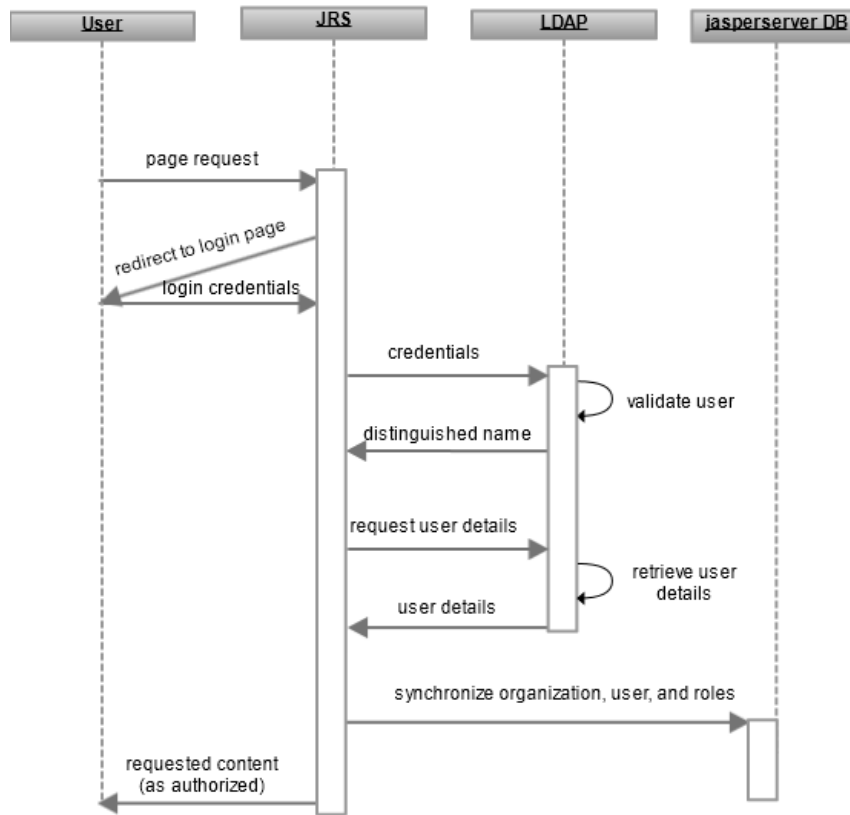 User
JRS
LDAP
jasperserver DB
page request
redirect to login page
login credentials
credentials
validate user
distinguished name
request user details
retrieve user
details
user details
synchronize organization, user, and roles
requested content
(as authorized)